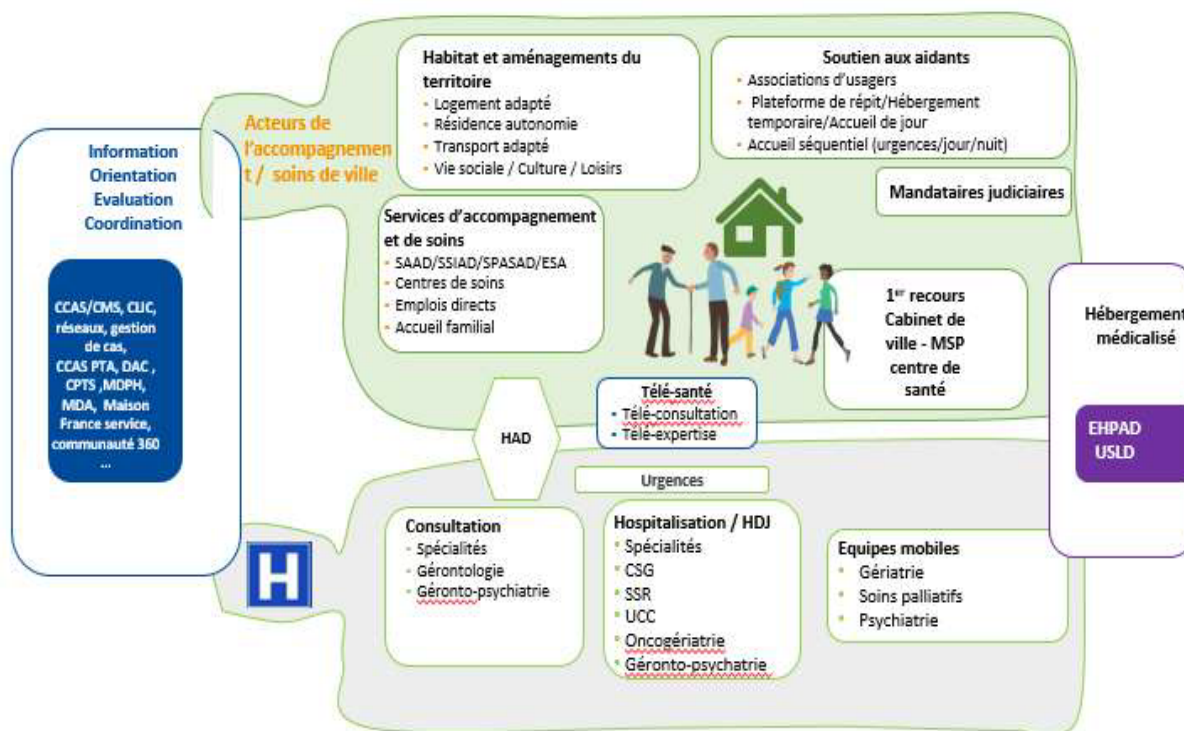 Information
Orientation
Evaluation
Coordination
CCAS/CMS, CLIC,
réseaux, gestion
de cas,
CCAS PTA, DAC ,
CPTS ,MDPH,
MDA, Maison
France service,
communauté 360
...
Acteurs de
l'accompagnemen
t / soins de ville
Habitat et aménagements du
territoire
• Logement adapté
• Résidence autonomie
• Transport adapté
• Vie sociale / Culture / Loisirs
Soutien aux aidants
• Associations d'usagers
• Plateforme de répit/Hébergement
temporaire/Accueil de jour
• Accueil séquentiel (urgences/jour/nuit)
Mandataires judiciaires
Services d'accompagnement
et de soins
• SAAD/SSIAD/SPASAD/ESA
• Centres de soins
• Emplois directs
• Accueil familial
1er recours
Cabinet de
ville - MSP
centre de
santé
Hébergement
médicalisé
EHPAD
USLD
Télé-santé
• Télé-consultation
• Télé-expertise
HAD
Urgences
H
Consultation
• Spécialités
• Gérontologie
• Géronto-psychiatrie
Hospitalisation / HDJ
• Spécialités
• CSG
• SSR
• UCC
• Oncogériatrie
• Géronto-psychatrie
Equipes mobiles
• Gériatrie
• Soins palliatifs
• Psychiatrie